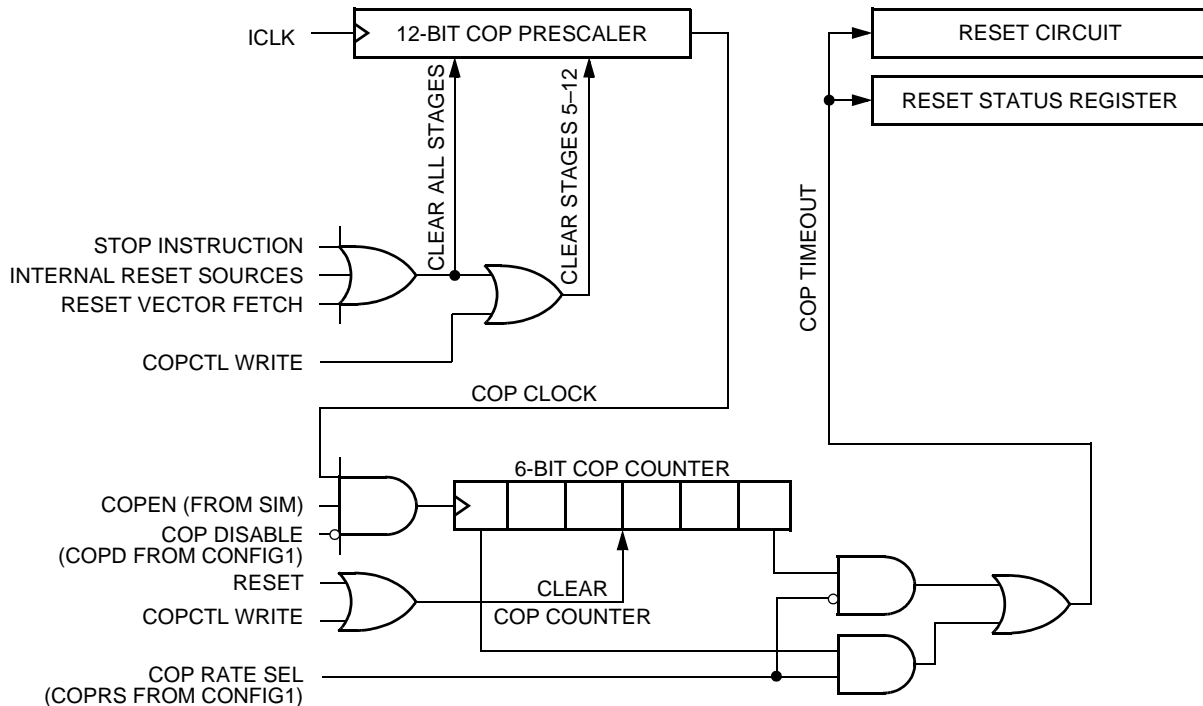 ICLK
12-BIT COP PRESCALER
RESET CIRCUIT
RESET STATUS REGISTER
CLEAR ALL STAGES
CLEAR STAGES 5–12
COP TIMEOUT
STOP INSTRUCTION
INTERNAL RESET SOURCES
RESET VECTOR FETCH
COPCTL WRITE
COP CLOCK
6-BIT COP COUNTER
COPEN (FROM SIM)
COP DISABLE
(COPD FROM CONFIG1)
RESET
COPCTL WRITE
CLEAR
COP COUNTER
COP RATE SEL
(COPRS FROM CONFIG1)